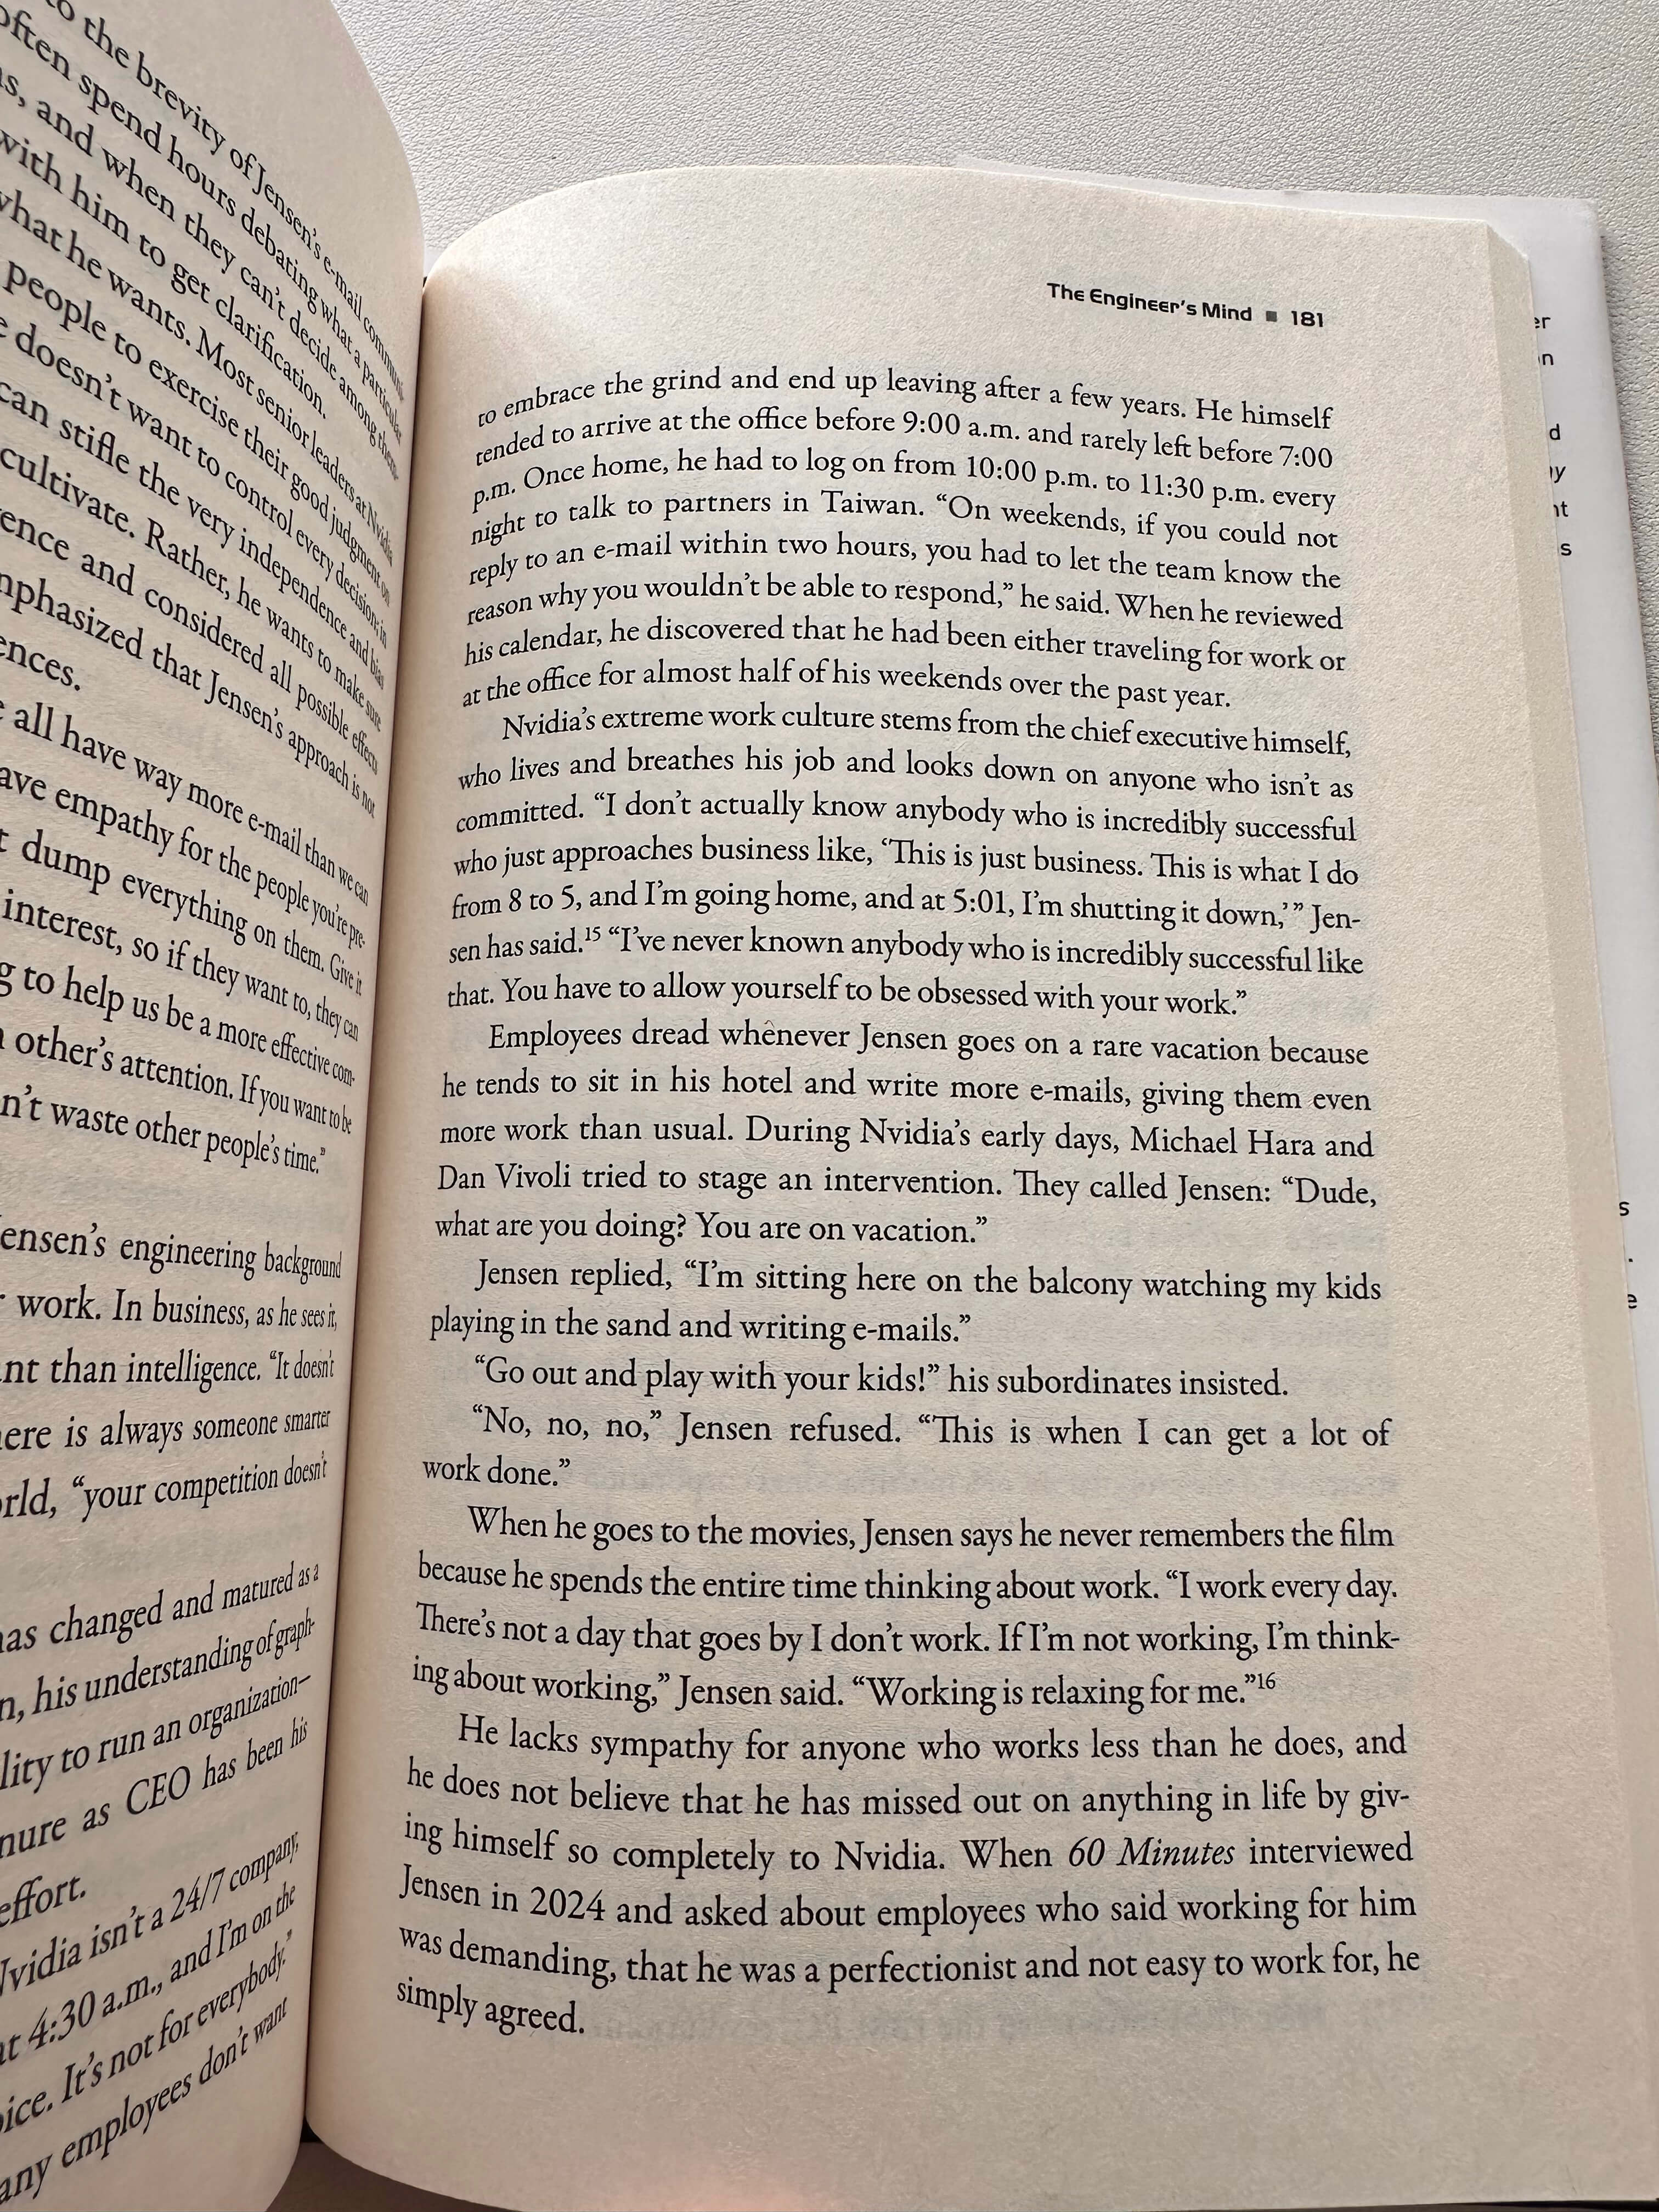 to the brevity of Jensen's e-mail
often spend hours debating what a particular
and when they can't decide among them
with him to get clarification.
what he wants. Most senior leaders at Nvidia
people to exercise their good judgment on
doesn't want to control every decision; in
can stifle the very independence and bias
cultivate. Rather, he wants to make sure
and considered all possible effects
that Jensen's approach is not
all have way more e-mail than we can
empathy for the people you're pre-
dump everything on them. Give it
interest, so if they want to, they can
to help us be a more effective com-
other's attention. If you want to be
waste other people's time."
Jensen's engineering background
work. In business, as he sees it,
than intelligence. "It doesn't
is always someone smarter
"your competition doesn't
has changed and matured as a
his understanding of graph-
to run an organization—
as CEO has been his
effort.
Nvidia isn't a 24/7 company,
at 4:30 a.m., and I'm on the
It's not for everybody."
employees don't want
The Engineer's Mind ■ 181
to embrace the grind and end up leaving after a few years. He himself
tended to arrive at the office before 9:00 a.m. and rarely left before 7:00
p.m. Once home, he had to log on from 10:00 p.m. to 11:30 p.m. every
night to talk to partners in Taiwan. "On weekends, if you could not
reply to an e-mail within two hours, you had to let the team know the
reason why you wouldn't be able to respond," he said. When he reviewed
his calendar, he discovered that he had been either traveling for work or
at the office for almost half of his weekends over the past year.
Nvidia's extreme work culture stems from the chief executive himself,
who lives and breathes his job and looks down on anyone who isn't as
committed. "I don't actually know anybody who is incredibly successful
who just approaches business like, 'This is just business. This is what I do
from 8 to 5, and I'm going home, and at 5:01, I'm shutting it down,'" Jen-
sen has said.15 "I've never known anybody who is incredibly successful like
that. You have to allow yourself to be obsessed with your work."
Employees dread whenever Jensen goes on a rare vacation because
he tends to sit in his hotel and write more e-mails, giving them even
more work than usual. During Nvidia's early days, Michael Hara and
Dan Vivoli tried to stage an intervention. They called Jensen: "Dude,
what are you doing? You are on vacation."
Jensen replied, "I'm sitting here on the balcony watching my kids
playing in the sand and writing e-mails."
"Go out and play with your kids!" his subordinates insisted.
"No, no, no," Jensen refused. "This is when I can get a lot of
work done."
When he goes to the movies, Jensen says he never remembers the film
because he spends the entire time thinking about work. "I work every day.
There's not a day that goes by I don't work. If I'm not working, I'm think-
ing about working," Jensen said. "Working is relaxing for me."16
He lacks sympathy for anyone who works less than he does, and
he does not believe that he has missed out on anything in life by giv-
ing himself so completely to Nvidia. When 60 Minutes interviewed
Jensen in 2024 and asked about employees who said working for him
was demanding, that he was a perfectionist and not easy to work for, he
simply agreed.